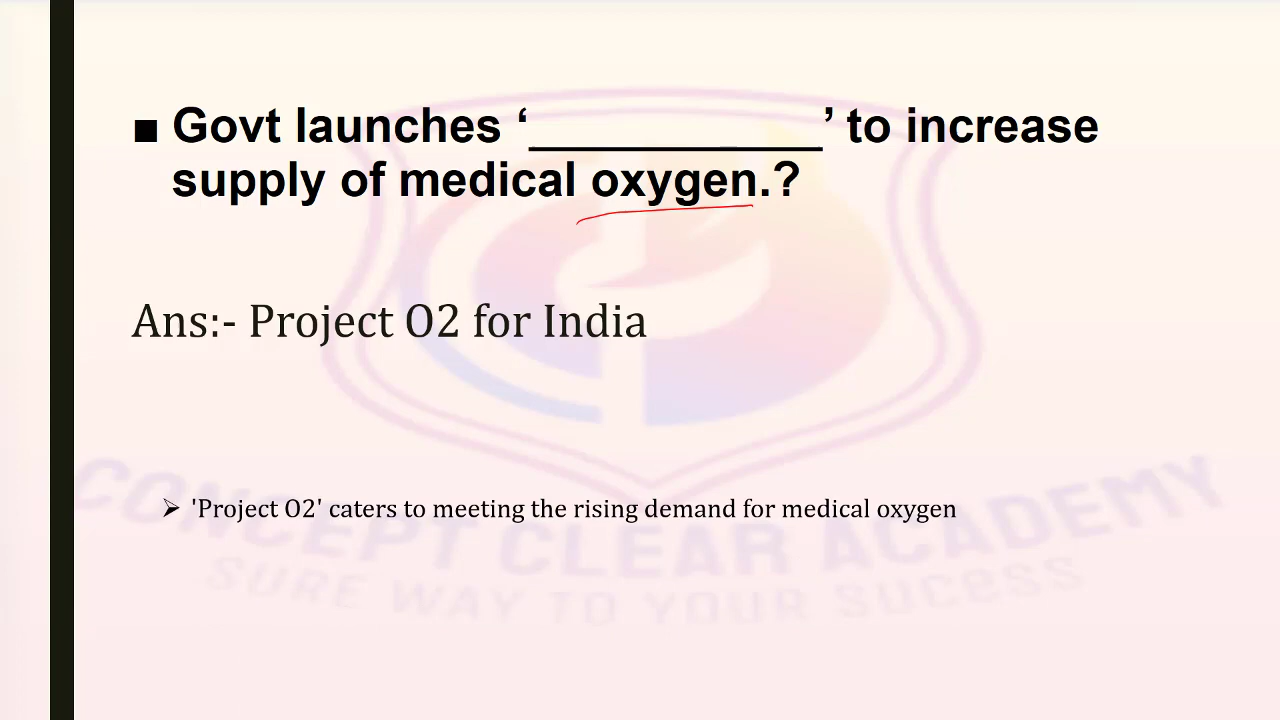 ■ Govt launches ‘____________’ to increase
supply of medical oxygen.?
Ans:- Project O2 for India
➢ 'Project O2' caters to meeting the rising demand for medical oxygen
CONCEPT CLEAR ACADEMY
SURE WAY TO YOUR SUCESS